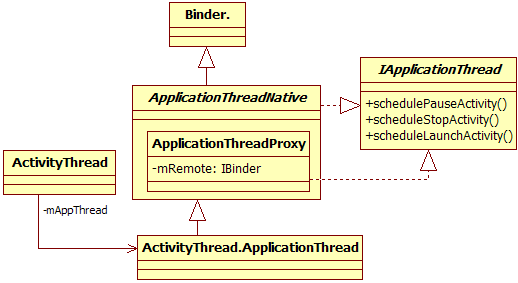 Binder.
IApplicationThread
+schedulePauseActivity()
+scheduleStopActivity()
+scheduleLaunchActivity()
ApplicationThreadNative
ApplicationThreadProxy
-mRemote: IBinder
ActivityThread
-mAppThread
ActivityThread.ApplicationThread